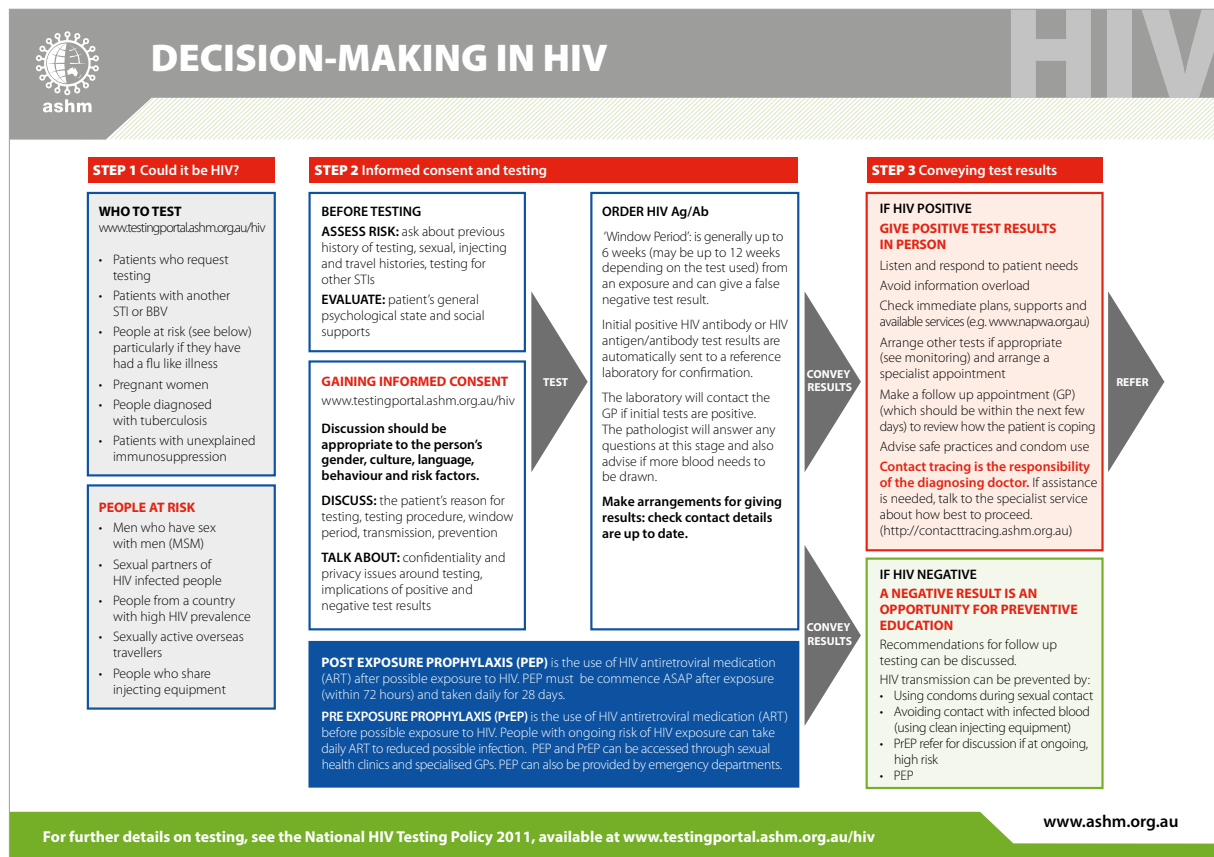 DECISION-MAKING IN HIV
HIV
ashm
STEP 1 Could it be HIV?
WHO TO TEST
www.testingportal.ashm.org.au/hiv
• Patients who request
testing
• Patients with another
STI or BBV
• People at risk (see below)
particularly if they have
had a flu like illness
• Pregnant women
• People diagnosed
with tuberculosis
• Patients with unexplained
immunosuppression
PEOPLE AT RISK
• Men who have sex
with men (MSM)
• Sexual partners of
HIV infected people
• People from a country
with high HIV prevalence
• Sexually active overseas
travellers
• People who share
injecting equipment
STEP 2 Informed consent and testing
BEFORE TESTING
ASSESS RISK: ask about previous
history of testing, sexual, injecting
and travel histories, testing for
other STIs
EVALUATE: patient's general
psychological state and social
supports
GAINING INFORMED CONSENT
www.testingportal.ashm.org.au/hiv
Discussion should be
appropriate to the person's
gender, culture, language,
behaviour and risk factors.
DISCUSS: the patient's reason for
testing, testing procedure, window
period, transmission, prevention
TALK ABOUT: confidentiality and
privacy issues around testing,
implications of positive and
negative test results
TEST
ORDER HIV Ag/Ab
'Window Period': is generally up to
6 weeks (may be up to 12 weeks
depending on the test used) from
an exposure and can give a false
negative test result.
Initial positive HIV antibody or HIV
antigen/antibody test results are
automatically sent to a reference
laboratory for confirmation.
The laboratory will contact the
GP if initial tests are positive.
The pathologist will answer any
questions at this stage and also
advise if more blood needs to
be drawn.
Make arrangements for giving
results: check contact details
are up to date.
POST EXPOSURE PROPHYLAXIS (PEP) is the use of HIV antiretroviral medication
(ART) after possible exposure to HIV. PEP must be commence ASAP after exposure
(within 72 hours) and taken daily for 28 days.
PRE EXPOSURE PROPHYLAXIS (PrEP) is the use of HIV antiretroviral medication (ART)
before possible exposure to HIV. People with ongoing risk of HIV exposure can take
daily ART to reduced possible infection. PEP and PrEP can be accessed through sexual
health clinics and specialised GPs. PEP can also be provided by emergency departments.
CONVEY
RESULTS
CONVEY
RESULTS
STEP 3 Conveying test results
IF HIV POSITIVE
GIVE POSITIVE TEST RESULTS
IN PERSON
Listen and respond to patient needs
Avoid information overload
Check immediate plans, supports and
available services (e.g. www.napwa.org.au)
Arrange other tests if appropriate
(see monitoring) and arrange a
specialist appointment
Make a follow up appointment (GP)
(which should be within the next few
days) to review how the patient is coping
Advise safe practices and condom use
Contact tracing is the responsibility
of the diagnosing doctor. If assistance
is needed, talk to the specialist service
about how best to proceed.
(http://contacttracing.ashm.org.au)
REFER
IF HIV NEGATIVE
A NEGATIVE RESULT IS AN
OPPORTUNITY FOR PREVENTIVE
EDUCATION
Recommendations for follow up
testing can be discussed.
HIV transmission can be prevented by:
• Using condoms during sexual contact
• Avoiding contact with infected blood
(using clean injecting equipment)
• PrEP refer for discussion if at ongoing,
high risk
• PEP
For further details on testing, see the National HIV Testing Policy 2011, available at www.testingportal.ashm.org.au/hiv
www.ashm.org.au